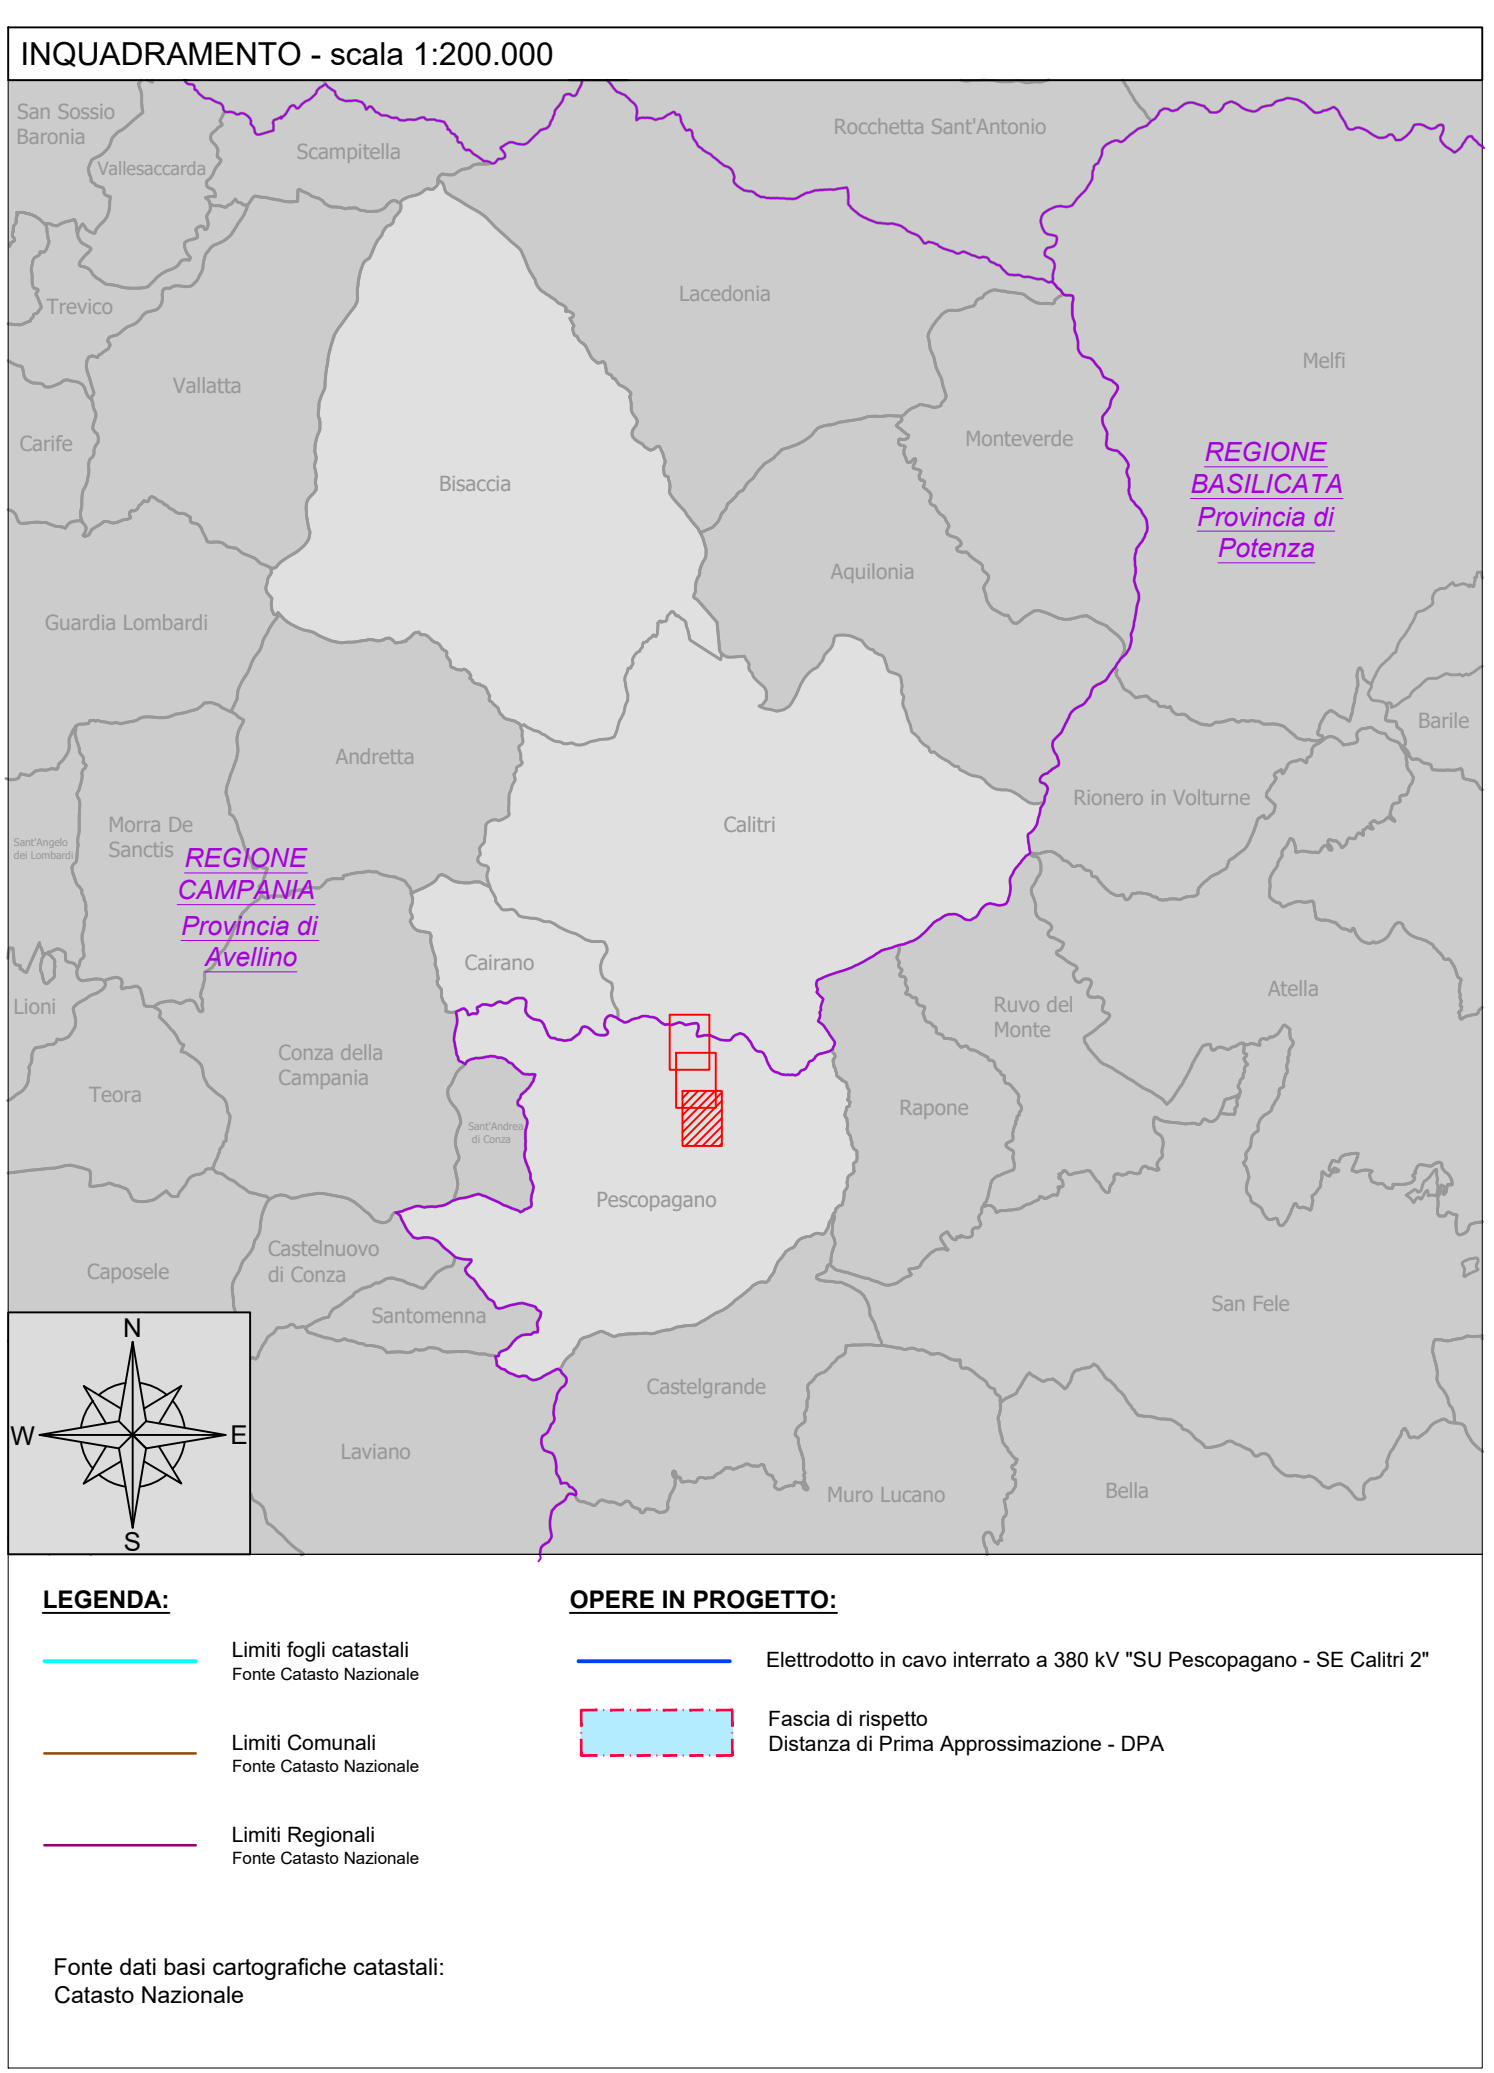 INQUADRAMENTO - scala 1:200.000
San Sossio
Baronia
Vallesaccarda
Scampitella
Rocchetta Sant'Antonio
Trevico
Lacedonia
Vallatta
Melfi
Carife
Monteverde
REGIONE
BASILICATA
Provincia di
Potenza
Bisaccia
Aquilonia
Guardia Lombardi
Barile
Andretta
Rionero in Volturne
Calitri
Morra De
Sanctis
Sant'Angelo
dei Lombardi
REGIONE
CAMPANIA
Provincia di
Avellino
Cairano
Lioni
Ruvo del
Monte
Atella
Conza della
Campania
Teora
Rapone
Sant'Andrea
di Conza
Pescopagano
Castelnuovo
di Conza
Caposele
Santomenna
San Fele
Castelgrande
Laviano
Muro Lucano
Bella
N
W
E
S
LEGENDA:
Limiti fogli catastali
Fonte Catasto Nazionale
Limiti Comunali
Fonte Catasto Nazionale
Limiti Regionali
Fonte Catasto Nazionale
OPERE IN PROGETTO:
Elettrodotto in cavo interrato a 380 kV "SU Pescopagano - SE Calitri 2"
Fascia di rispetto
Distanza di Prima Approssimazione - DPA
Fonte dati basi cartografiche catastali:
Catasto Nazionale